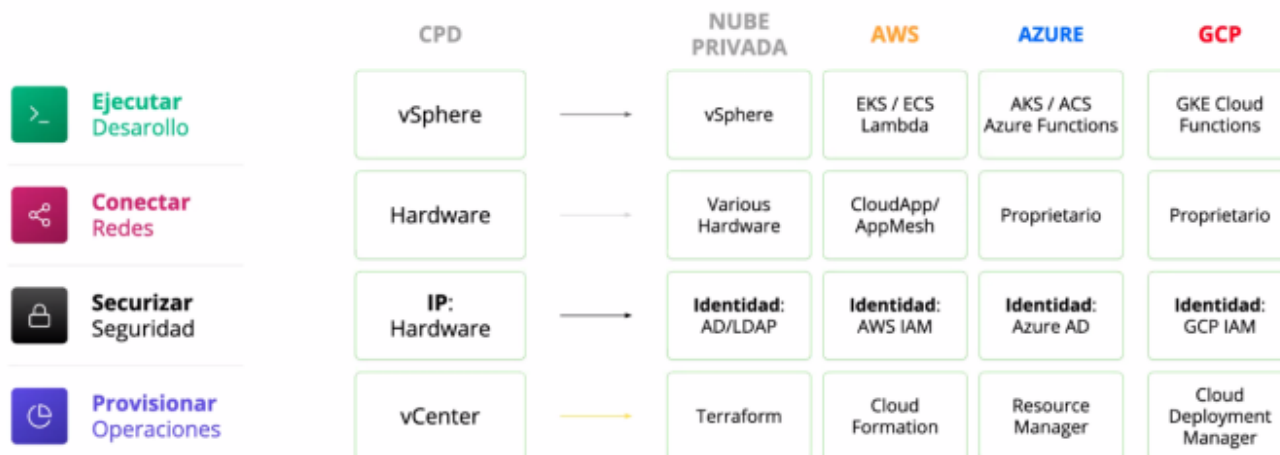 CPD
NUBE
PRIVADA
AWS
AZURE
GCP
Ejecutar
Desarollo
vSphere
vSphere
EKS / ECS
Lambda
AKS / ACS
Azure Functions
GKE Cloud
Functions
Conectar
Redes
Hardware
Various
Hardware
CloudApp/
AppMesh
Proprietario
Proprietario
Securizar
Seguridad
IP:
Hardware
Identidad:
AD/LDAP
Identidad:
AWS IAM
Identidad:
Azure AD
Identidad:
GCP IAM
Provisionar
Operaciones
vCenter
Terraform
Cloud
Formation
Resource
Manager
Cloud
Deployment
Manager